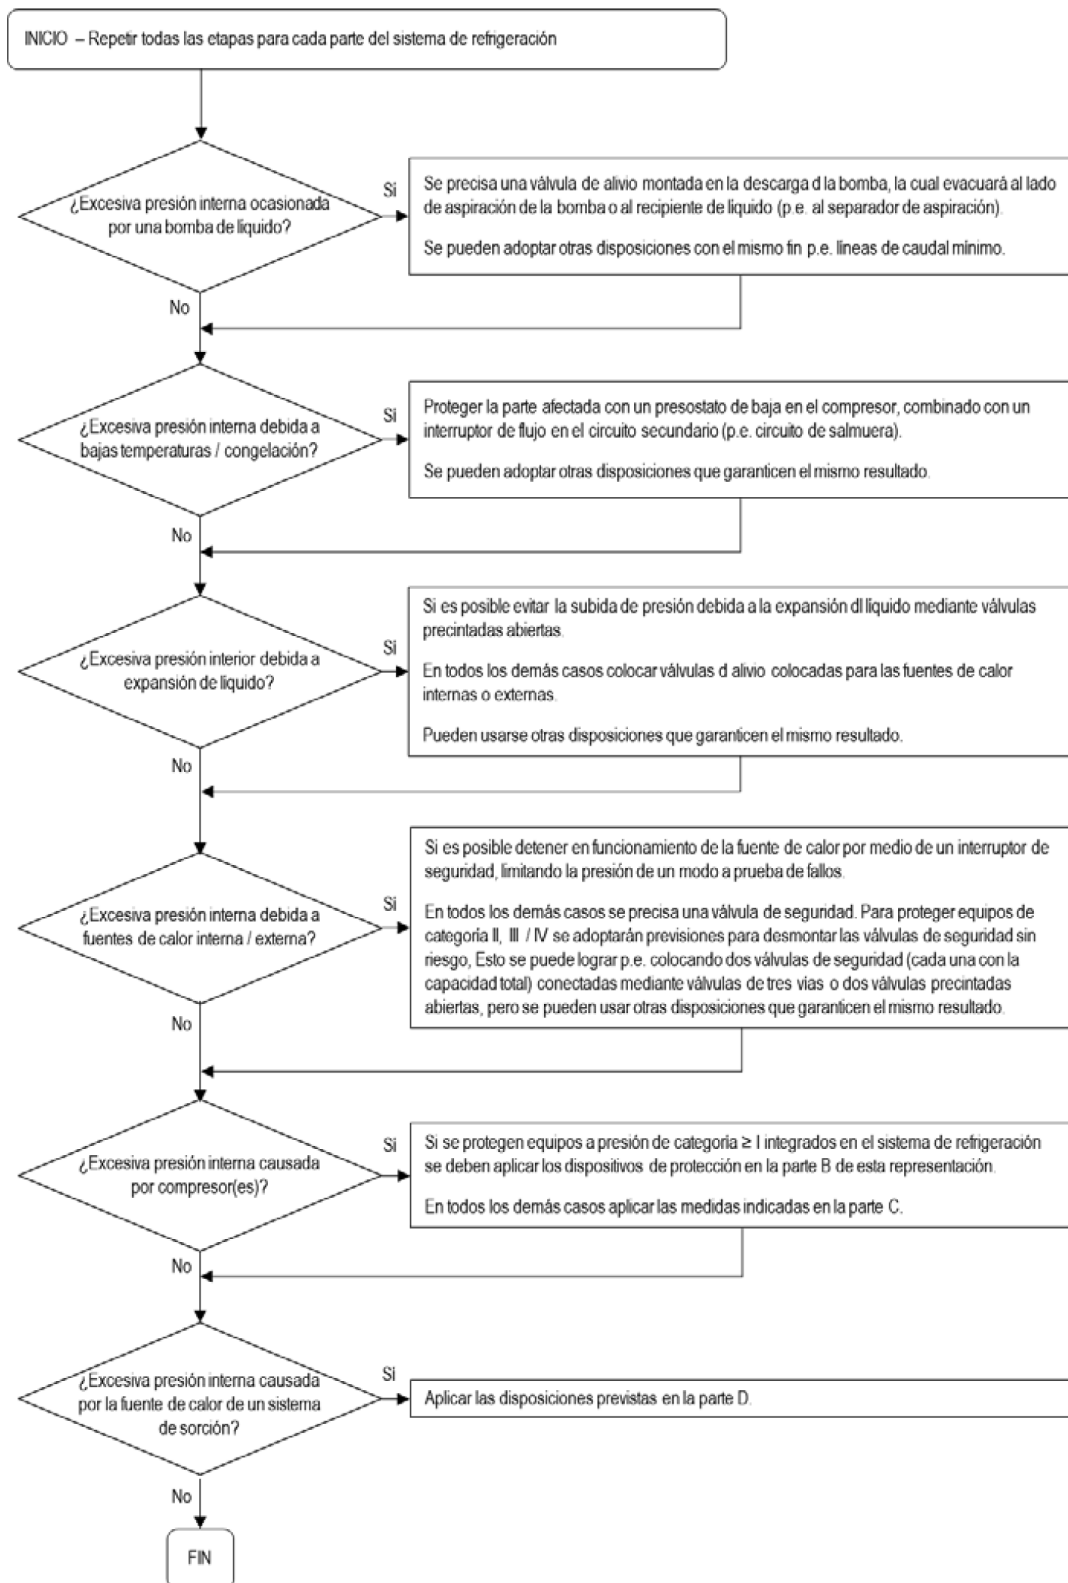 INICIO – Repetir todas las etapas para cada parte del sistema de refrigeración
¿Excesiva presión interna ocasionada
por una bomba de líquido?
Si
Se precisa una válvula de alivio montada en la descarga d la bomba, la cual evacuará al lado
de aspiración de la bomba o al recipiente de líquido (p.e. al separador de aspiración).
Se pueden adoptar otras disposiciones con el mismo fin p.e. líneas de caudal mínimo.
No
¿Excesiva presión interna debida a
bajas temperaturas / congelación?
Si
Proteger la parte afectada con un presostato de baja en el compresor, combinado con un
interruptor de flujo en el circuito secundario (p.e. circuito de salmuera).
Se pueden adoptar otras disposiciones que garanticen el mismo resultado.
No
¿Excesiva presión interior debida a
expansión de líquido?
Si
Si es posible evitar la subida de presión debida a la expansión dl líquido mediante válvulas
precintadas abiertas.
En todos los demás casos colocar válvulas d alivio colocadas para las fuentes de calor
internas o externas.
Pueden usarse otras disposiciones que garanticen el mismo resultado.
No
¿Excesiva presión interna debida a
fuentes de calor interna / externa?
Si
Si es posible detener en funcionamiento de la fuente de calor por medio de un interruptor de
seguridad, limitando la presión de un modo a prueba de fallos.
En todos los demás casos se precisa una válvula de seguridad. Para proteger equipos de
categoría II, III / IV se adoptarán previsiones para desmontar las válvulas de seguridad sin
riesgo, Esto se puede lograr p.e. colocando dos válvulas de seguridad (cada una con la
capacidad total) conectadas mediante válvulas de tres vías o dos válvulas precintadas
abiertas, pero se pueden usar otras disposiciones que garanticen el mismo resultado.
No
¿Excesiva presión interna causada
por compresor(es)?
Si
Si se protegen equipos a presión de categoría ≥ I integrados en el sistema de refrigeración
se deben aplicar los dispositivos de protección en la parte B de esta representación.
En todos los demás casos aplicar las medidas indicadas en la parte C.
No
¿Excesiva presión interna causada
por la fuente de calor de un sistema
de sorción?
Si
Aplicar las disposiciones previstas en la parte D.
No
FIN